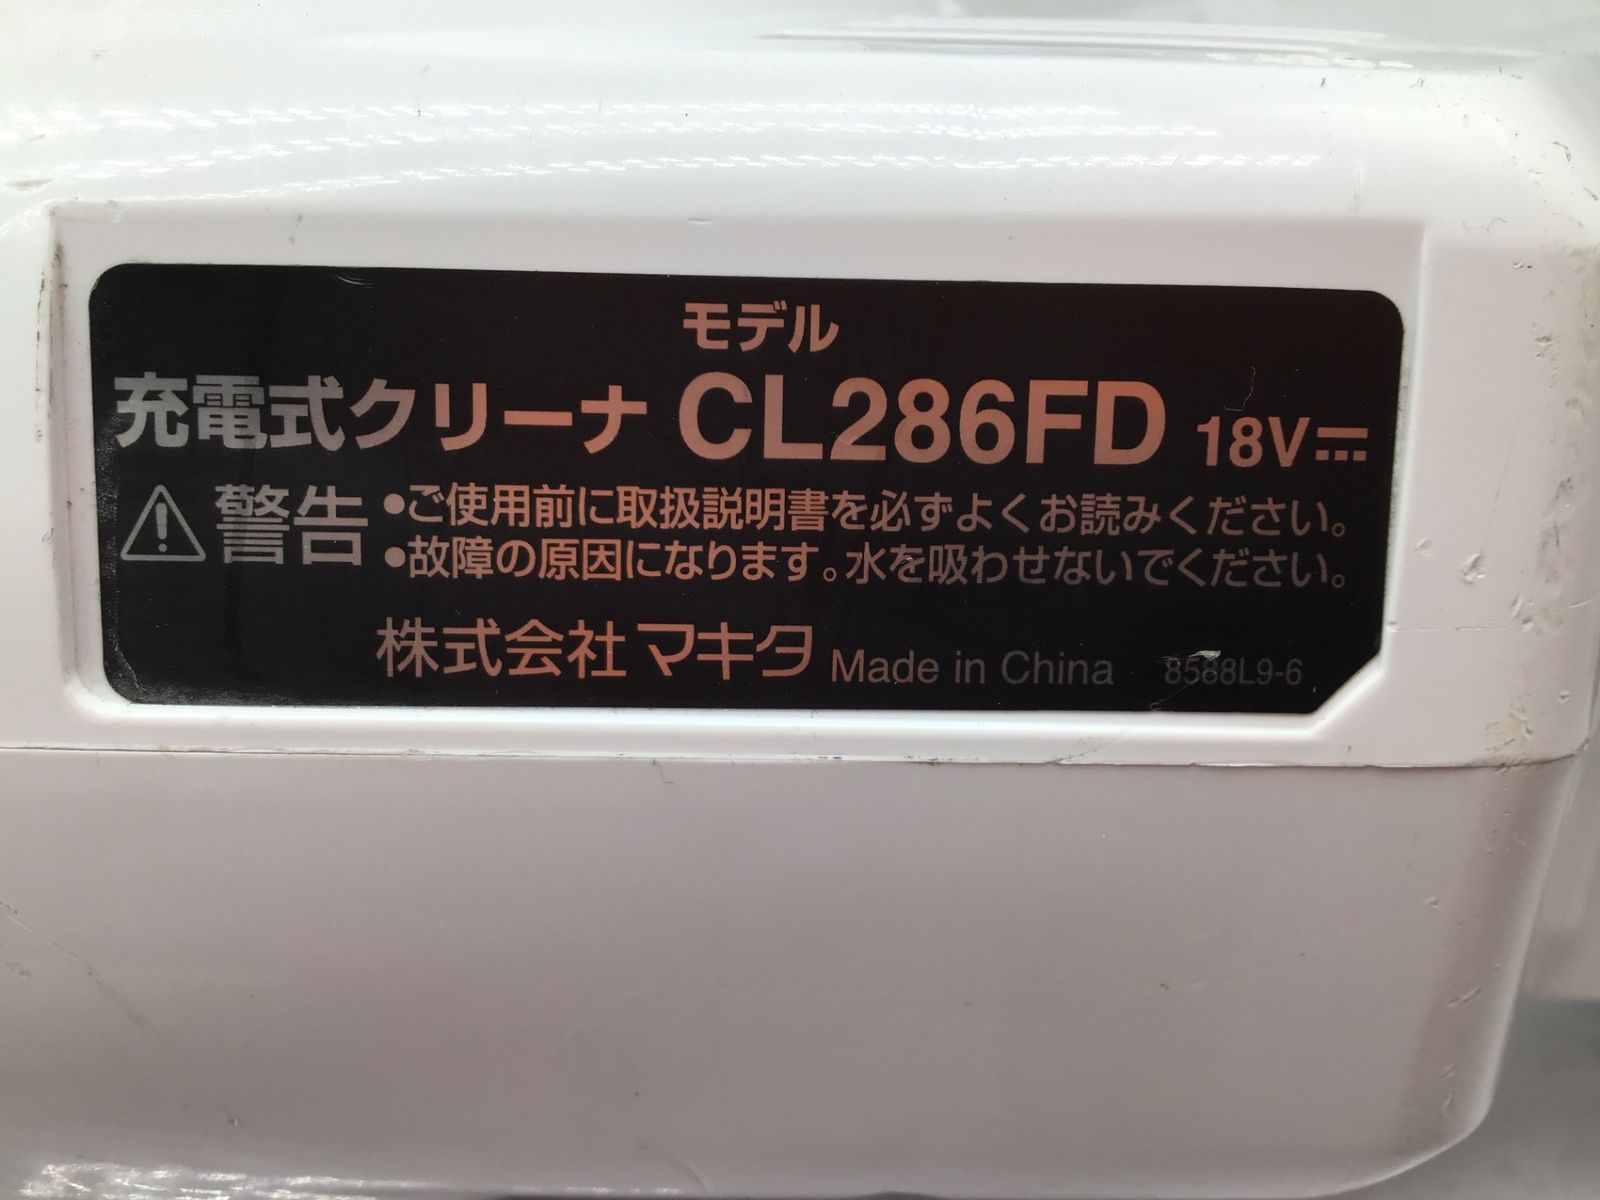 モデル
充電式クリーナ CL286FD 18V⎓
⚠警告 •ご使用前に取扱説明書を必ずよくお読みください。
•故障の原因になります。水を吸わせないでください。
株式会社マキタ Made in China 8588L9-6